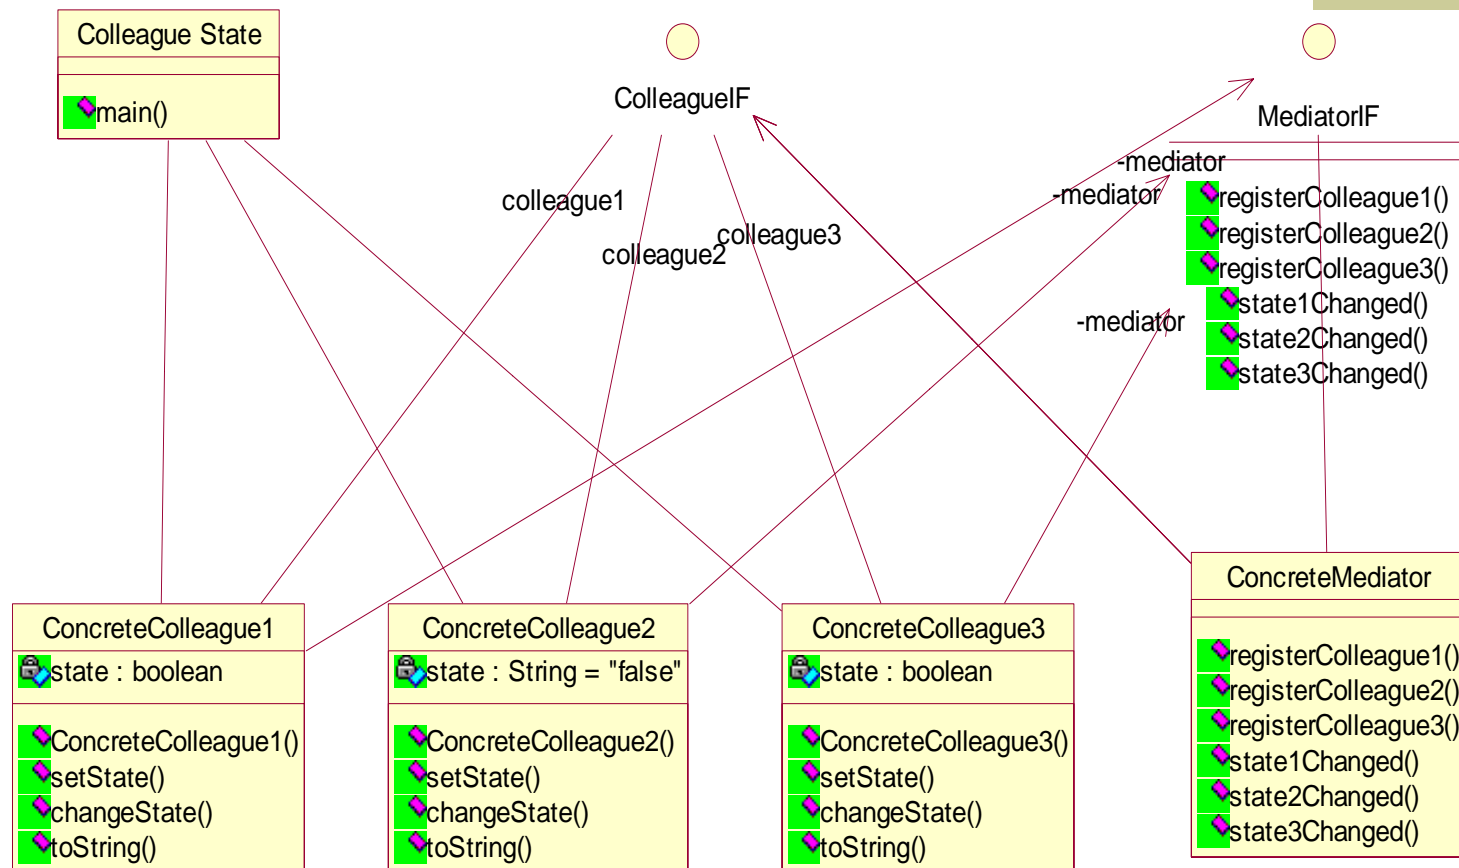 Colleague State
main()
ColleagueIF
MediatorIF
-mediator
-mediator
registerColleague1()
registerColleague2()
registerColleague3()
state1Changed()
state2Changed()
state3Changed()
-mediator
colleague1
colleague2
colleague3
ConcreteColleague1
state : boolean
ConcreteColleague1()
setState()
changeState()
toString()
ConcreteColleague2
state : String = "false"
ConcreteColleague2()
setState()
changeState()
toString()
ConcreteColleague3
state : boolean
ConcreteColleague3()
setState()
changeState()
toString()
ConcreteMediator
registerColleague1()
registerColleague2()
registerColleague3()
state1Changed()
state2Changed()
state3Changed()